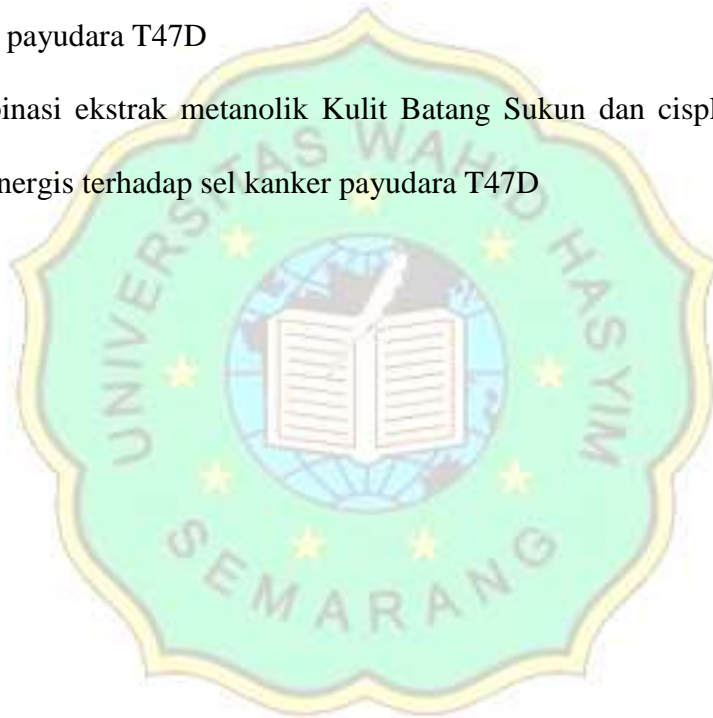 payudara T47D
binasi ekstrak metanolik Kulit Batang Sukun dan
nergis terhadap sel kanker payudara T47D
UNIVERSITAS WAHID HASYIM
SEMARANG